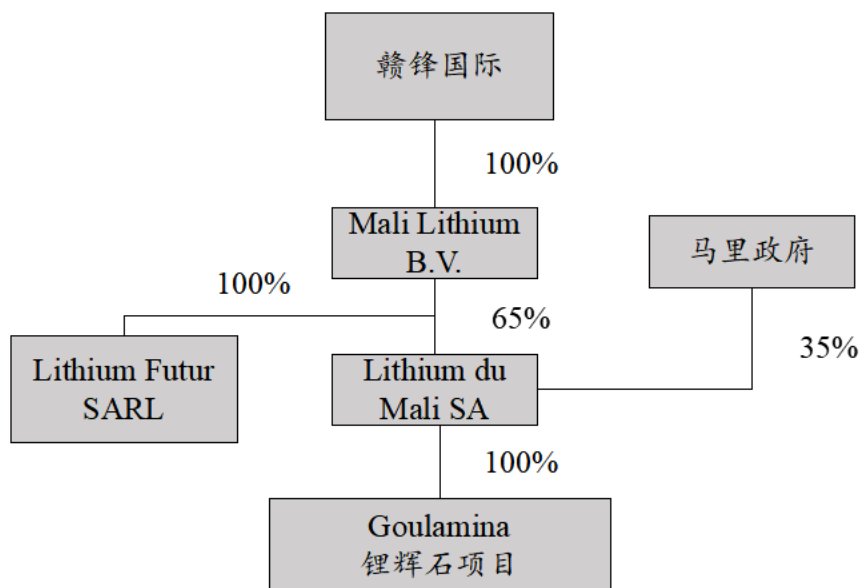 赣锋国际
100%
Mali Lithium
B.V.
马里政府
100%
65%
35%
Lithium Futur
SARL
Lithium du
Mali SA
100%
Goulamina
锂辉石项目